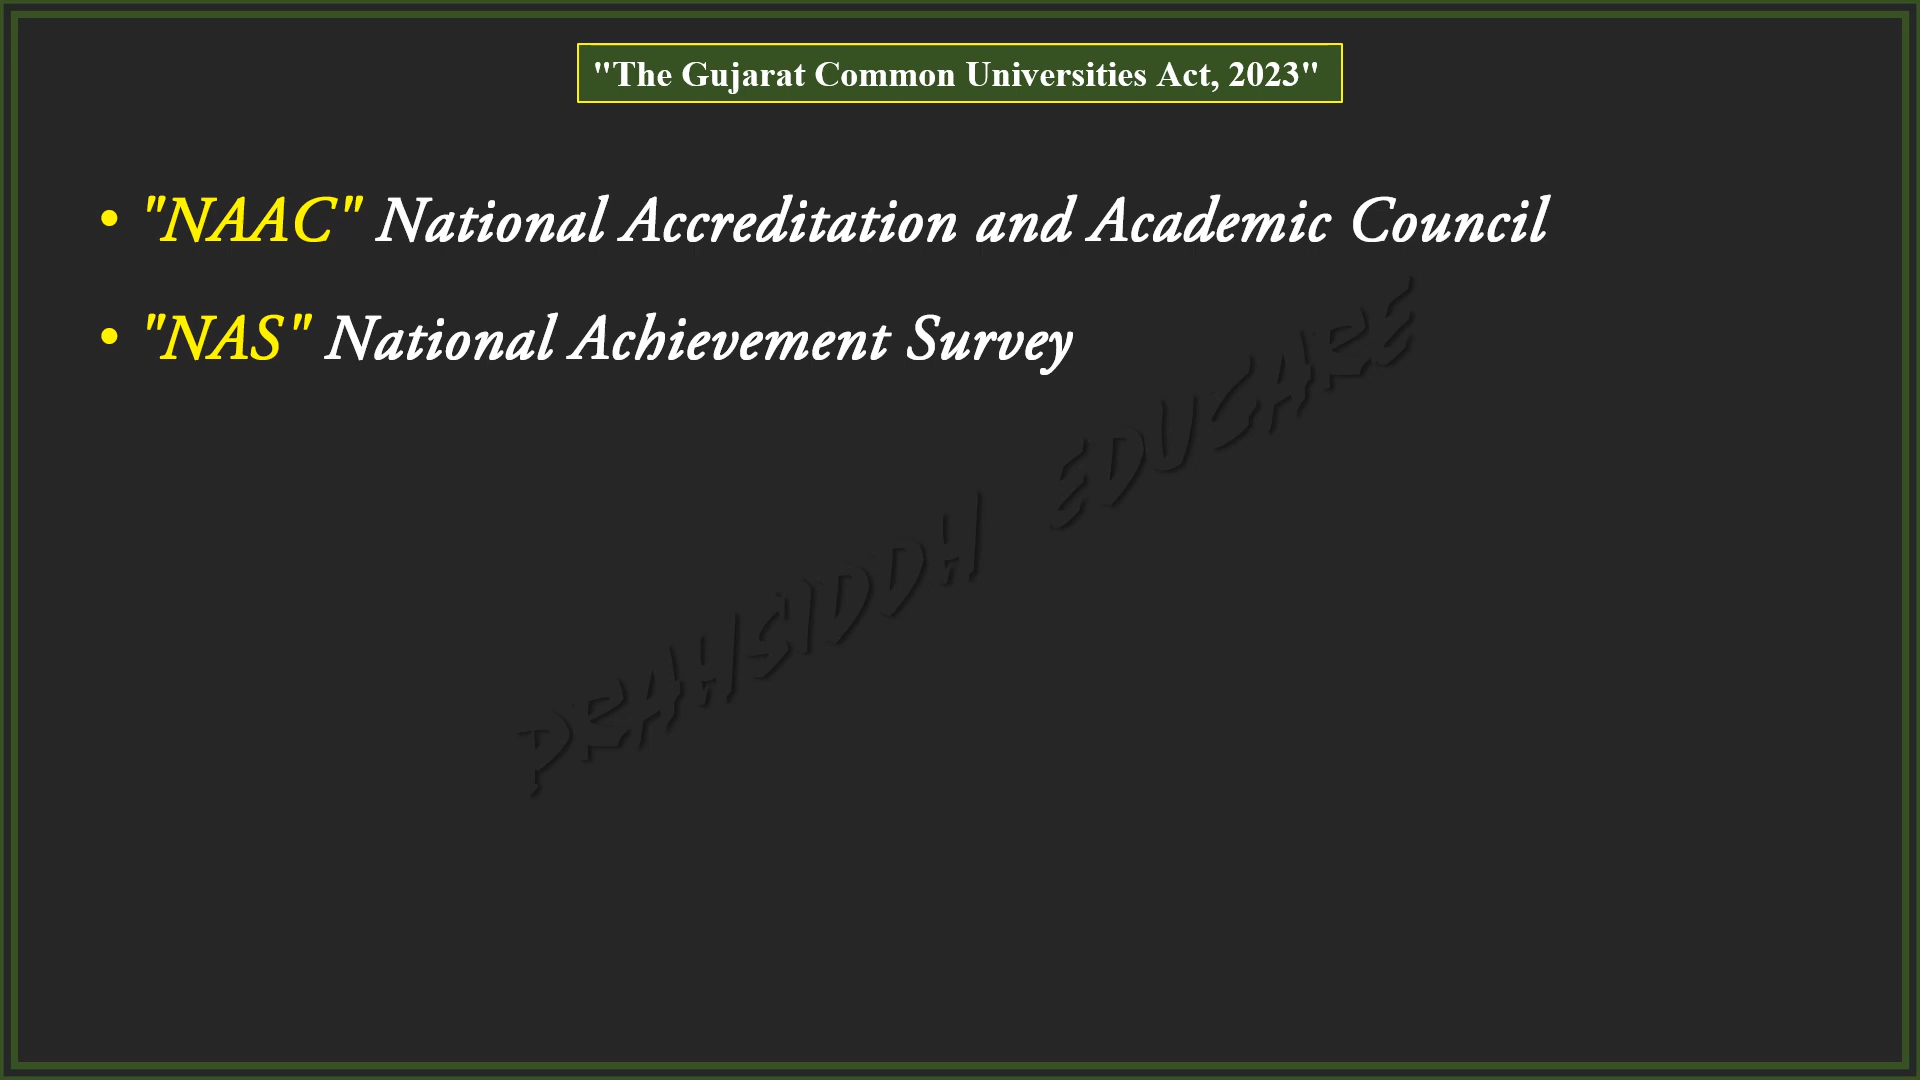 "The Gujarat Common Universities Act, 2023"
• "NAAC" National Accreditation and Academic Council
• "NAS" National Achievement Survey
PRAHSIDDH EDUCARE